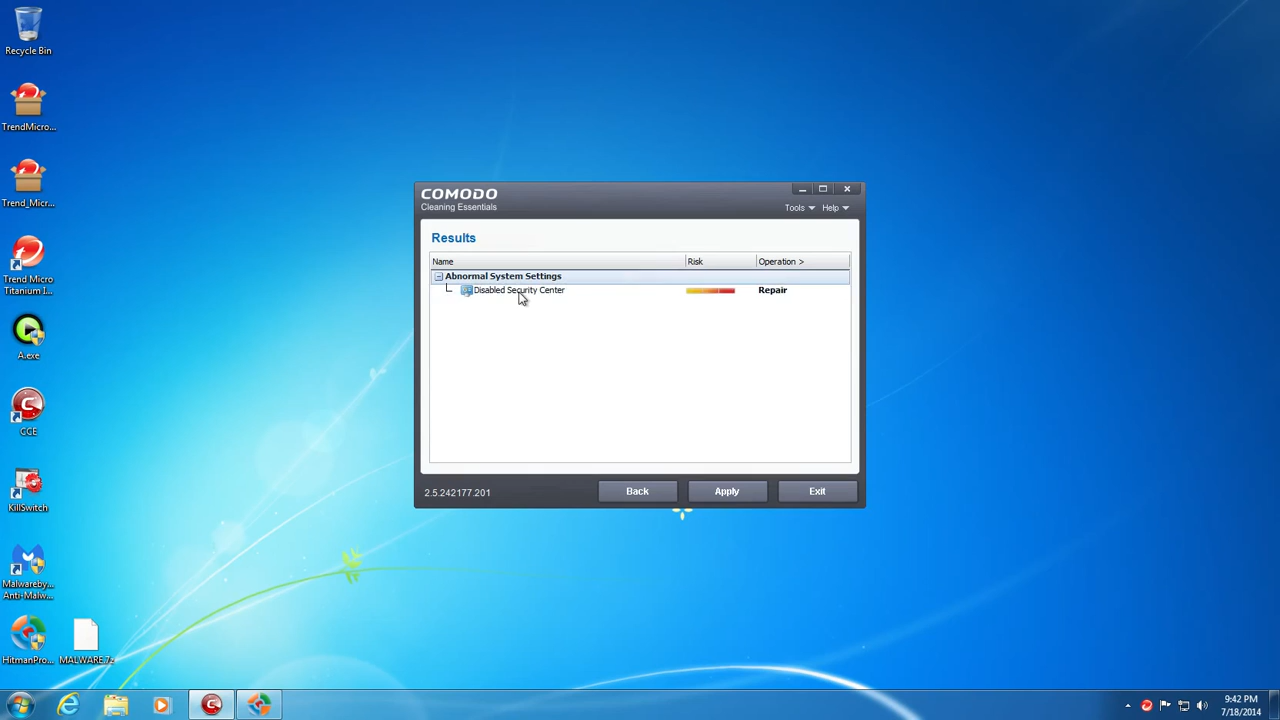 Recycle Bin
TrendMicro...
Trend_Micr...
Trend Micro
Titanium I...
A.exe
CCE
KillSwitch
Malwareby...
Anti-Malw...
HitmanPro...
MALWARE.7z
COMODO
Cleaning Essentials
Tools
Help
Results
Name
Risk
Operation >
Abnormal System Settings
Disabled Security Center
Repair
2.5.242177.201
Back
Apply
Exit
9:42 PM
7/18/2014